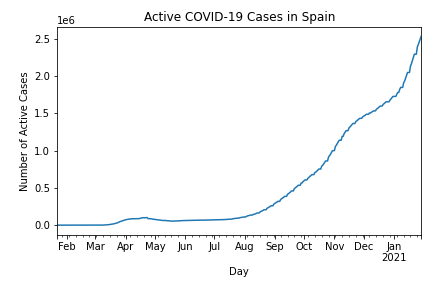 Active COVID-19 Cases in Spain
1e6
2.5
2.0
1.5
1.0
0.5
0.0
Number of Active Cases
Feb Mar Apr May Jun Jul Aug Sep Oct Nov Dec Jan
2021
Day